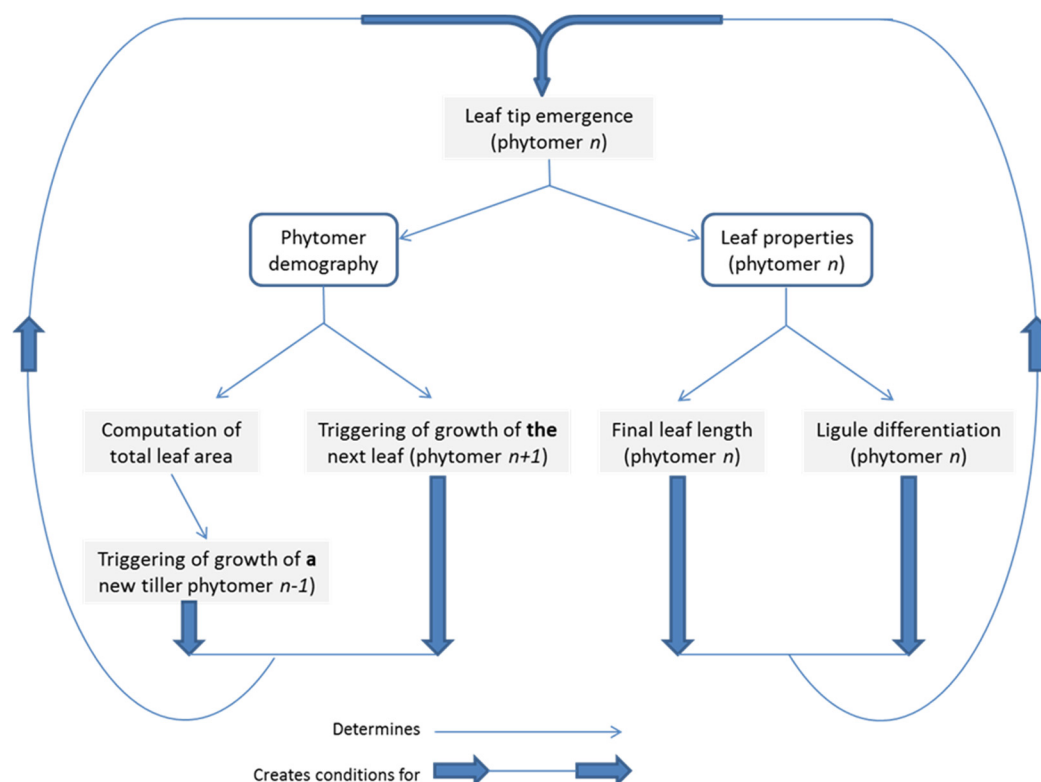 Leaf tip emergence
(phytomer n)
Phytomer
demography
Leaf properties
(phytomer n)
Computation of
total leaf area
Triggering of growth of the
next leaf (phytomer n+1)
Final leaf length
(phytomer n)
Ligule differentiation
(phytomer n)
Triggering of growth of a
new tiller phytomer n-1)
Determines
Creates conditions for